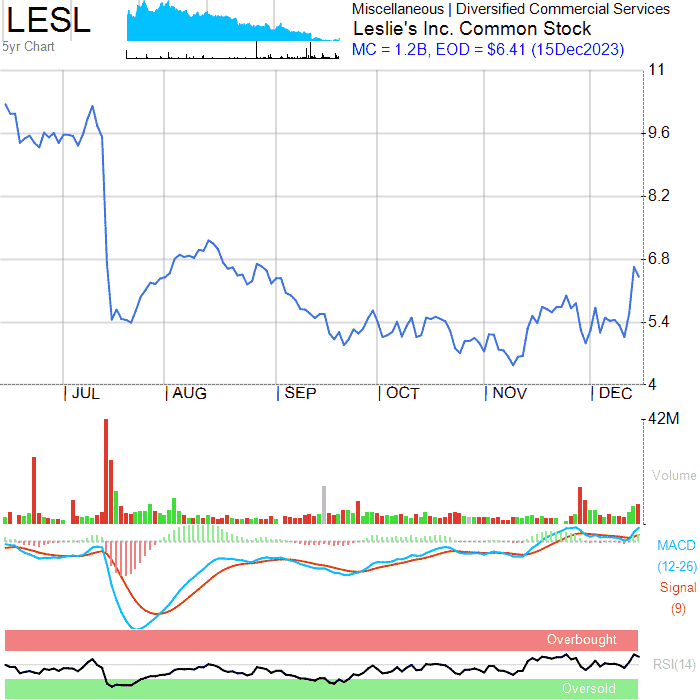 LESL
5yr Chart
Miscellaneous | Diversified Commercial Services
Leslie's Inc. Common Stock
MC = 1.2B, EOD = $6.41 (15Dec2023)
11
9.6
8.2
6.8
5.4
4
JUL AUG SEP OCT NOV DEC
42M
Volume
MACD
(12-26)
Signal
(9)
Overbought
RSI(14)
Oversold